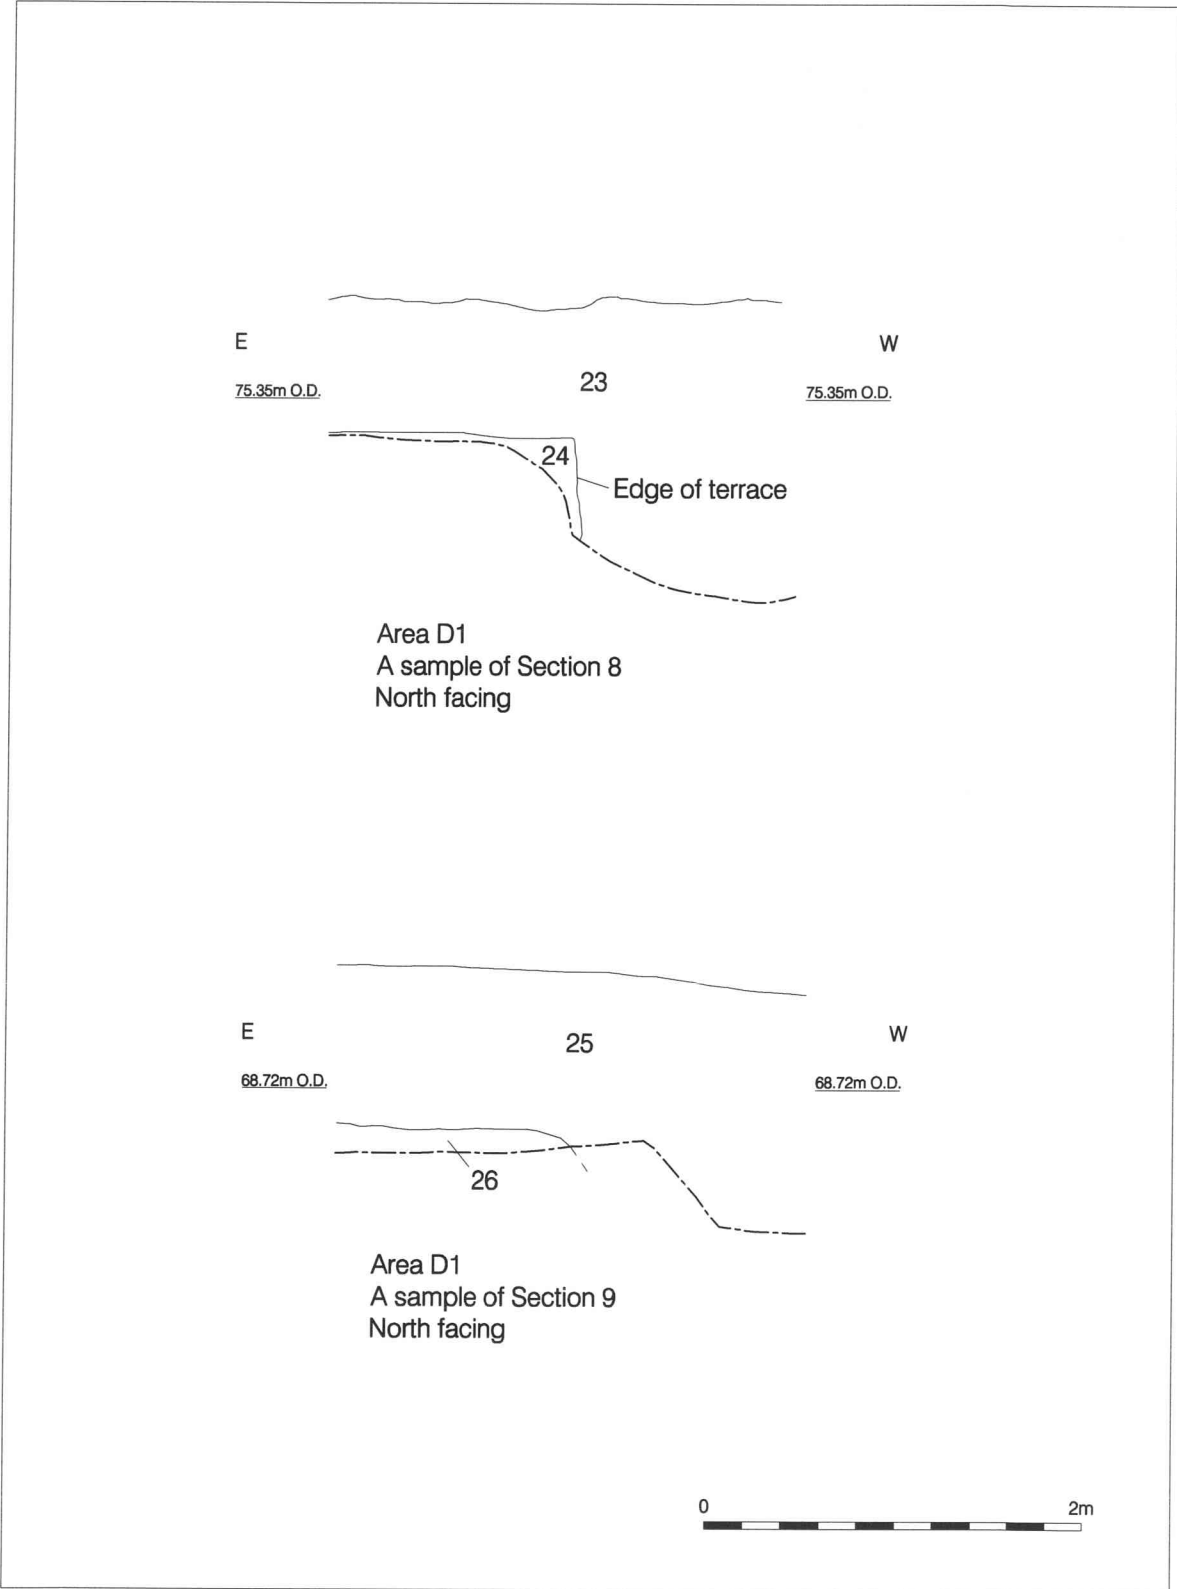 E
W
75.35m O.D.
23
75.35m O.D.
24
Edge of terrace
Area D1
A sample of Section 8
North facing
E
W
25
68.72m O.D.
68.72m O.D.
26
Area D1
A sample of Section 9
North facing
0 2m